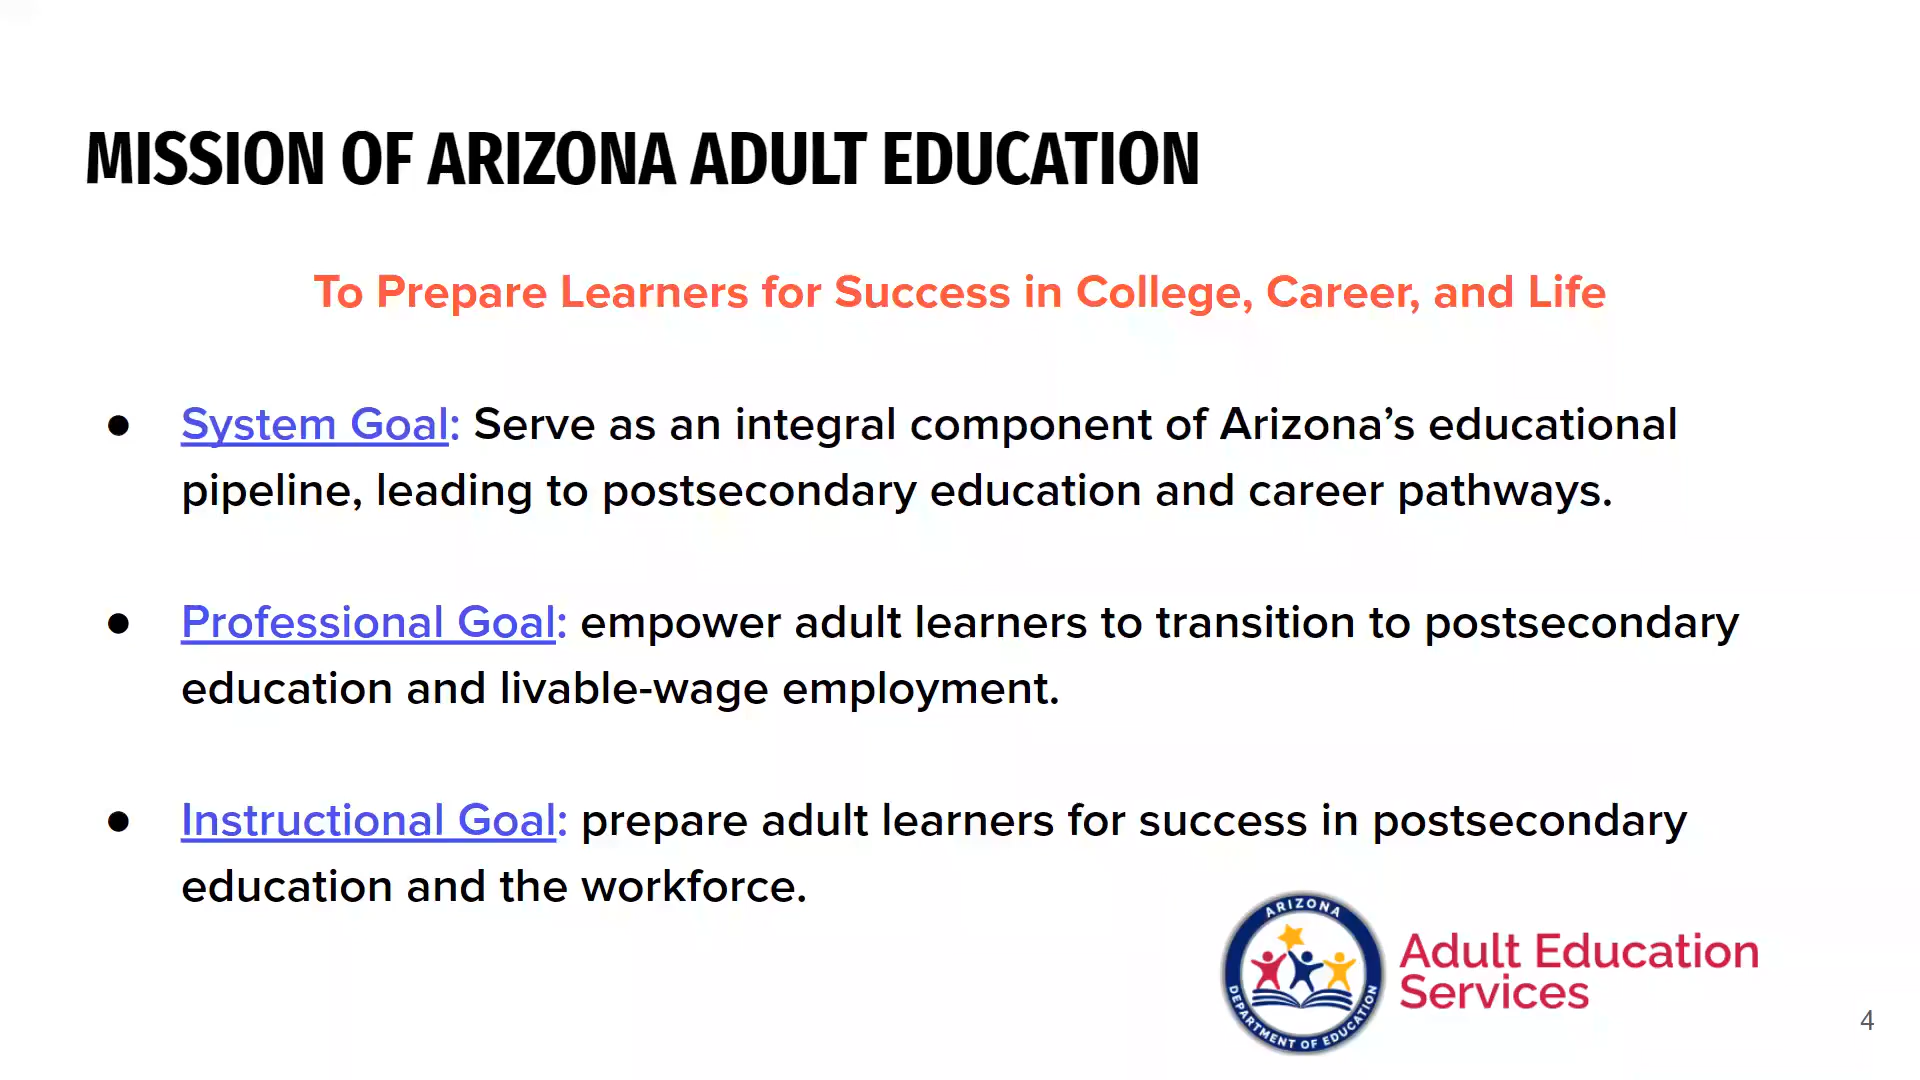 MISSION OF ARIZONA ADULT EDUCATION
To Prepare Learners for Success in College, Career, and Life
● System Goal: Serve as an integral component of Arizona’s educational
pipeline, leading to postsecondary education and career pathways.
● Professional Goal: empower adult learners to transition to postsecondary
education and livable-wage employment.
● Instructional Goal: prepare adult learners for success in postsecondary
education and the workforce.
ARIZONA
DEPARTMENT OF EDUCATION
Adult Education
Services
4